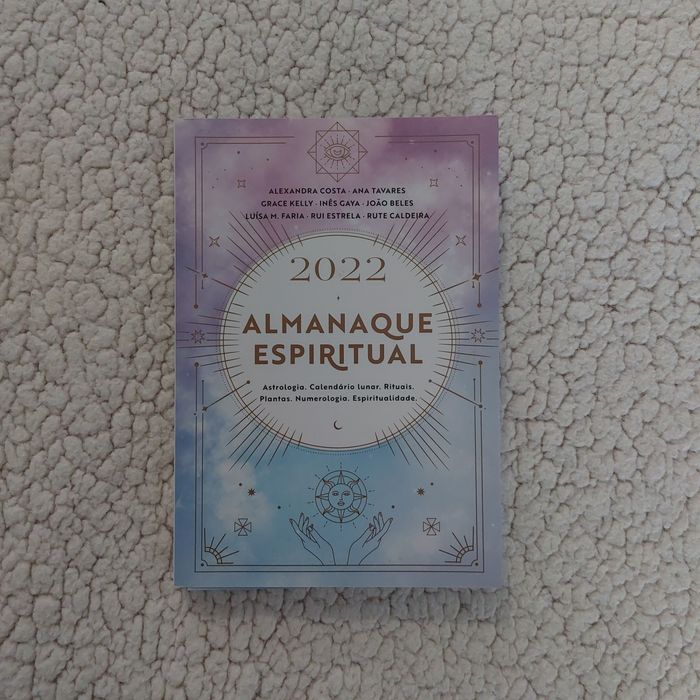 ALEXANDRA COSTA · ANA TAVARES
GRACE KELLY · INÊS GAYA · JOÃO BELES
LUÍSA M. FARIA · RUI ESTRELA · RUTE CALDEIRA
2022
ALMANAQUE
ESPIRITUAL
Astrologia. Calendário lunar. Rituais.
Plantas. Numerologia. Espiritualidade.